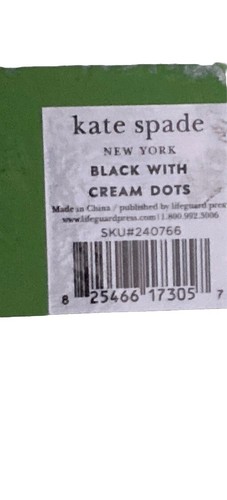 kate spade
NEW YORK
BLACK WITH
CREAM DOTS
Made in China / published by lifeguard press
www.lifeguardpress.com | 1.800.992.5006
SKU#240766
8 25466 17305 7